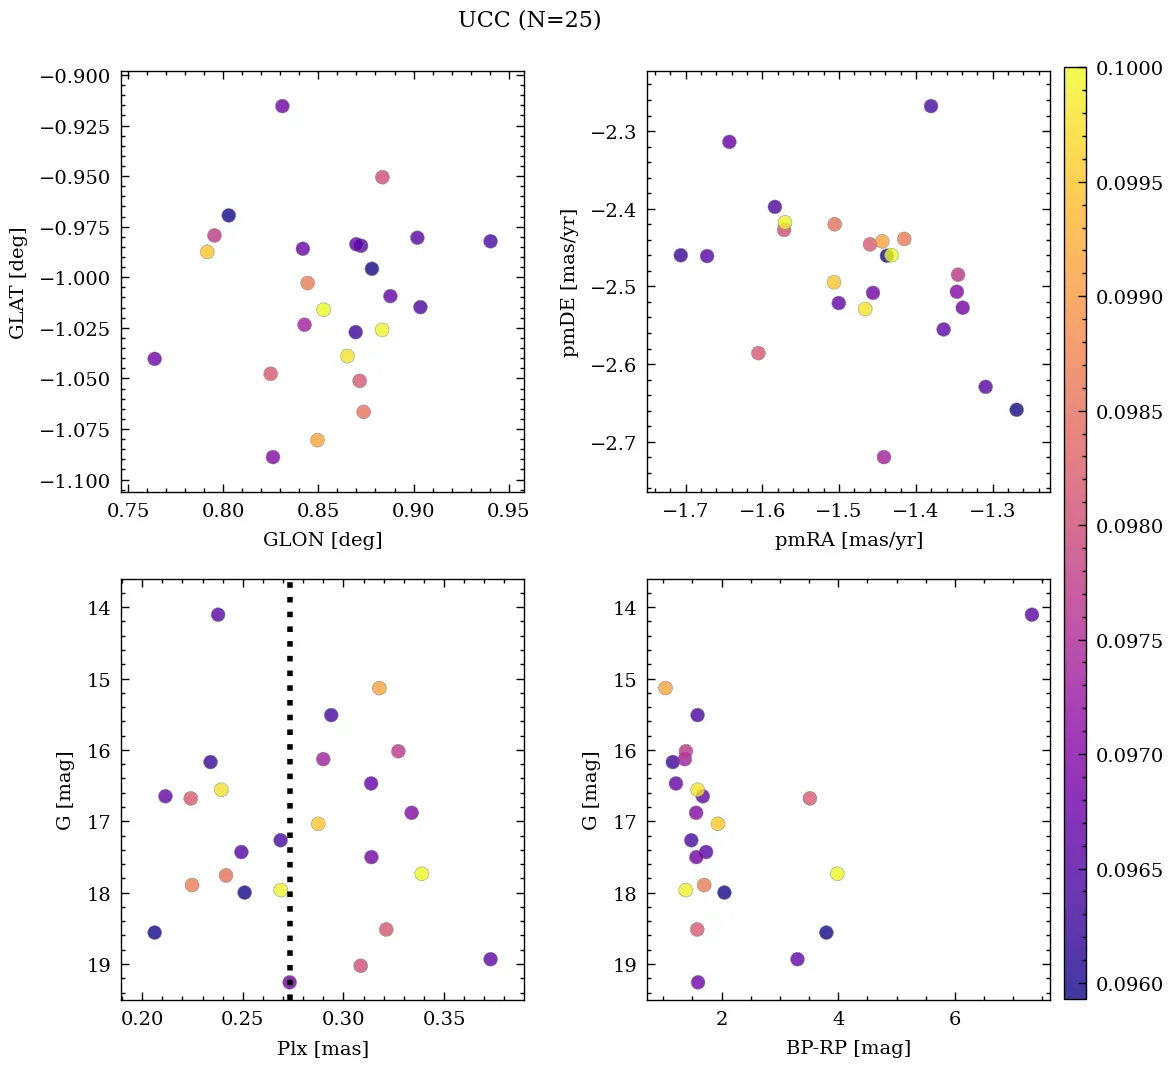 UCC (N=25)
−0.900
−0.925
−0.950
−0.975
−1.000
−1.025
−1.050
−1.075
−1.100
GLAT [deg]
0.75 0.80 0.85 0.90 0.95
GLON [deg]
−2.3
−2.4
−2.5
−2.6
−2.7
pmDE [mas/yr]
−1.7 −1.6 −1.5 −1.4 −1.3
pmRA [mas/yr]
14
15
16
17
18
19
G [mag]
0.20 0.25 0.30 0.35
Plx [mas]
14
15
16
17
18
19
G [mag]
2 4 6
BP-RP [mag]
0.1000
0.0995
0.0990
0.0985
0.0980
0.0975
0.0970
0.0965
0.0960